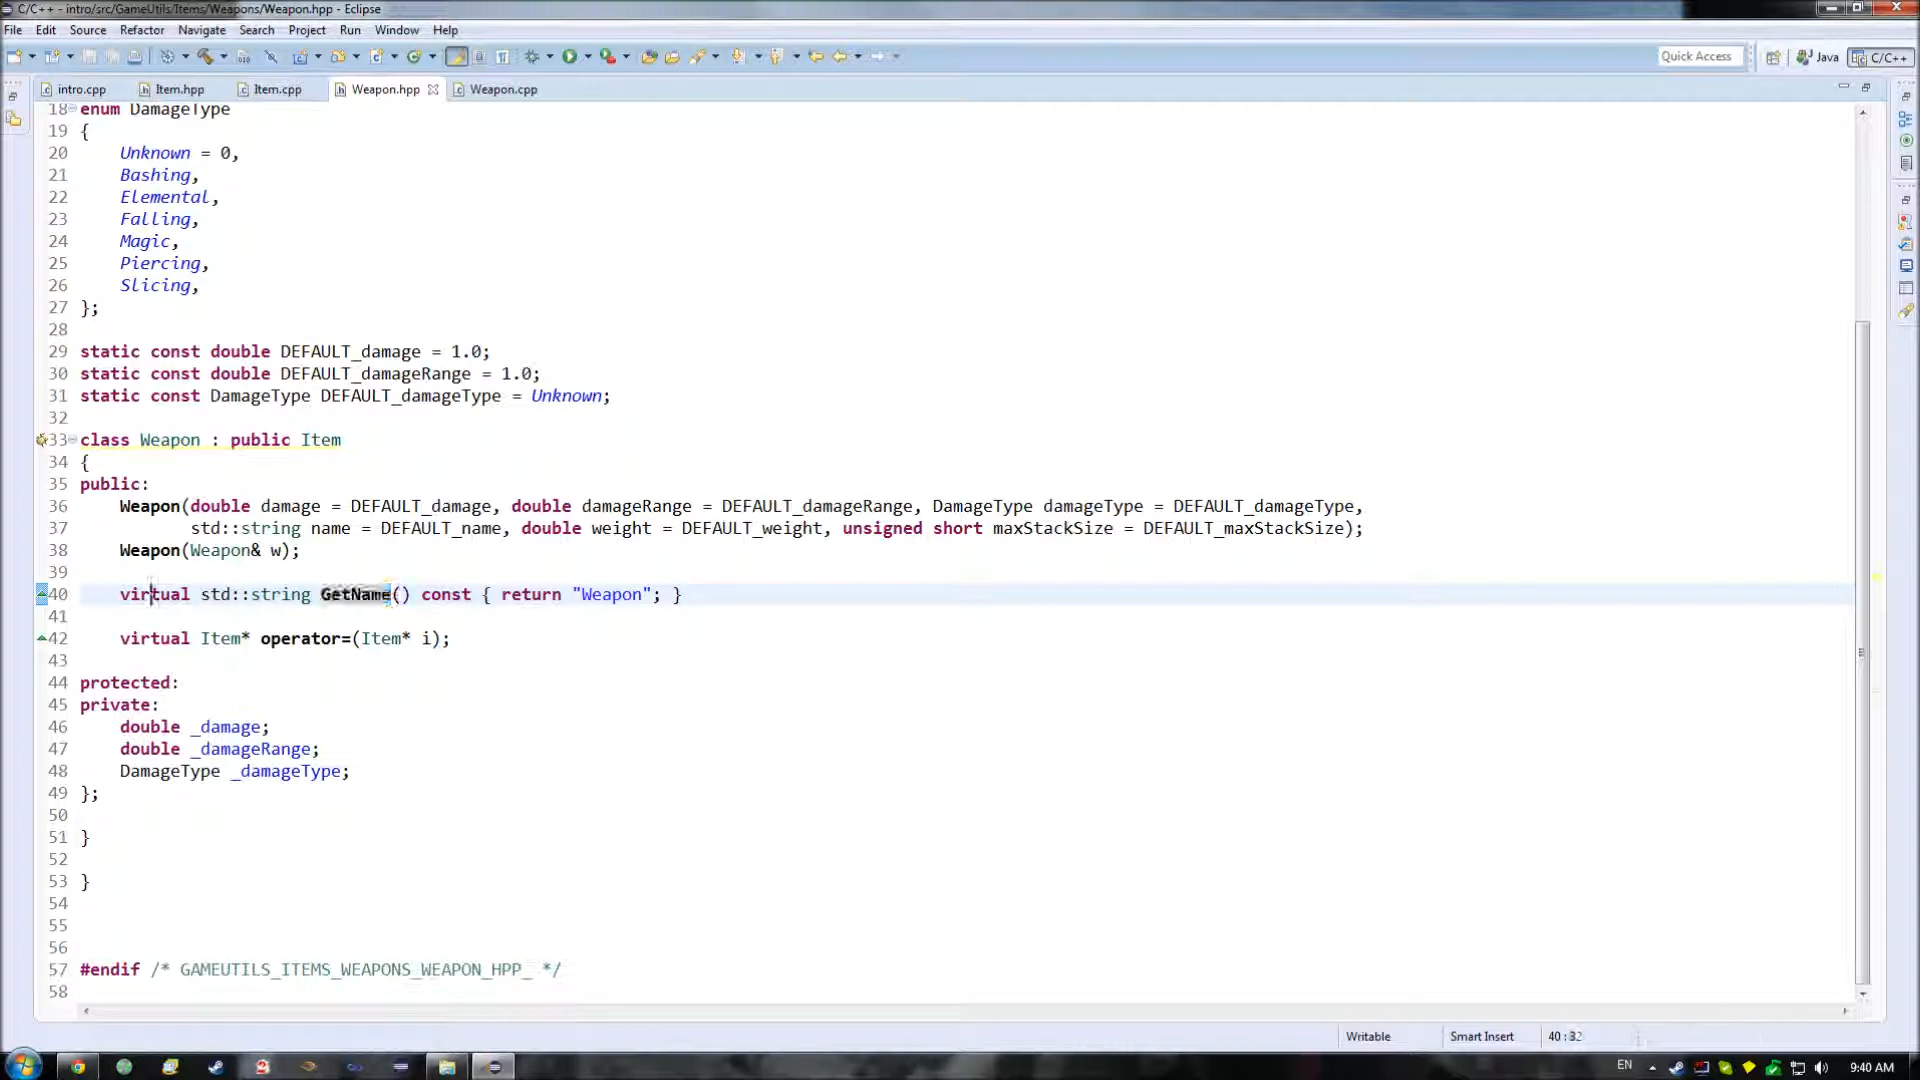 C/C++ - intro/src/GameUtils/Items/Weapons/Weapon.hpp - Eclipse
File Edit Source Refactor Navigate Search Project Run Window Help
Quick Access Java C/C++
intro.cpp Item.hpp Item.cpp Weapon.hpp Weapon.cpp
18 enum DamageType
19 {
20 Unknown = 0,
21 Bashing,
22 Elemental,
23 Falling,
24 Magic,
25 Piercing,
26 Slicing,
27 };
28
29 static const double DEFAULT_damage = 1.0;
30 static const double DEFAULT_damageRange = 1.0;
31 static const DamageType DEFAULT_damageType = Unknown;
32
33 class Weapon : public Item
34 {
35 public:
36 Weapon(double damage = DEFAULT_damage, double damageRange = DEFAULT_damageRange, DamageType damageType = DEFAULT_damageType,
37 std::string name = DEFAULT_name, double weight = DEFAULT_weight, unsigned short maxStackSize = DEFAULT_maxStackSize);
38 Weapon(Weapon& w);
39
40 virtual std::string GetName() const { return "Weapon"; }
41
42 virtual Item* operator=(Item* i);
43
44 protected:
45 private:
46 double _damage;
47 double _damageRange;
48 DamageType _damageType;
49 };
50
51 }
52
53 }
54
55
56
57 #endif /* GAMEUTILS_ITEMS_WEAPONS_WEAPON_HPP_ */
58
Writable Smart Insert 40 : 32
EN 9:40 AM